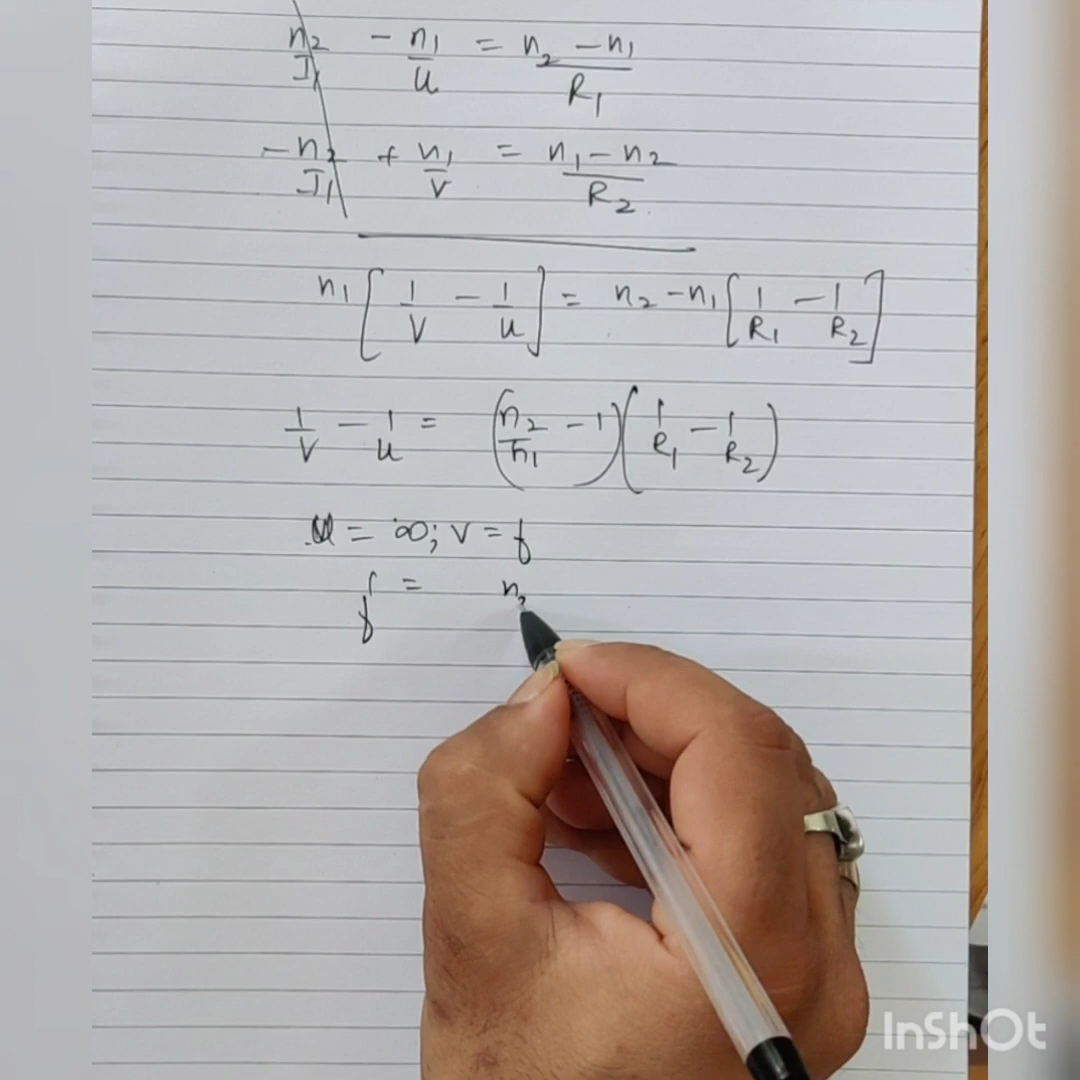 n₂/I₁ - n₁/u = n₂ - n₁/R₁
-n₂/I₁ + n₁/v = n₁ - n₂/R₂
n₁[1/v - 1/u] = n₂ - n₁[1/R₁ - 1/R₂]
1/v - 1/u = (n₂/n₁ - 1)(1/R₁ - 1/R₂)
u = ∞; v = f
1/f = n₂
InShOt